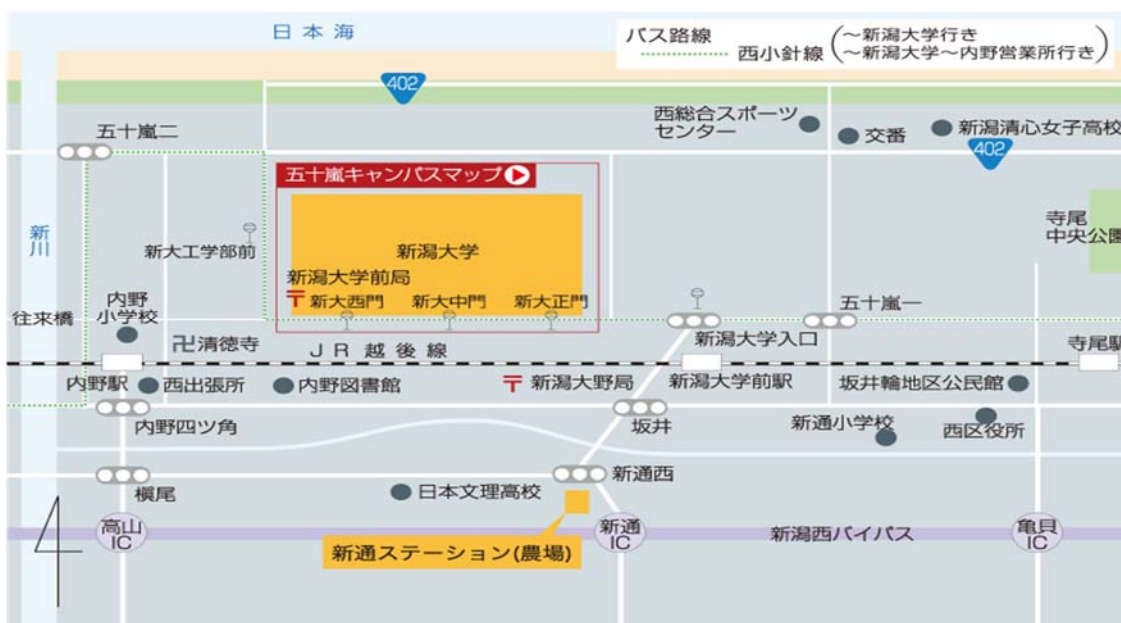 日本海
バス路線
西小針線
～新潟大学行き
～新潟大学～内野営業所行き
402
西総合スポーツ
センター
交番
新潟清心女子高校
402
五十嵐二
五十嵐キャンパスマップ
新川
新潟大学
寺尾
中央公園
新大工学部前
新潟大学前局
〒
新大西門
新大中門
新大正門
五十嵐一
内野
小学校
往来橋
卍清徳寺
JR越後線
新潟大学入口
寺尾駅
内野駅
西出張所
内野図書館
〒
新潟大野局
新潟大学前駅
坂井輪地区公民館
内野四ツ角
坂井
新通小学校
西区役所
槇尾
日本文理高校
新通西
高山
IC
新通
IC
新潟西バイパス
亀貝
IC
新通ステーション(農場)